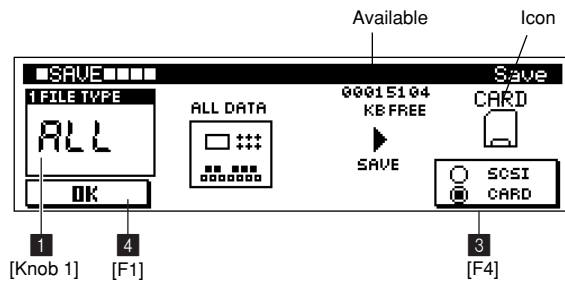 Available Icon
■SAVE■■■■ Save
1 FILE TYPE
ALL
OK
ALL DATA
00015104
KB FREE
SAVE
CARD
SCSI
CARD
1 4 3
[Knob 1] [F1] [F4]